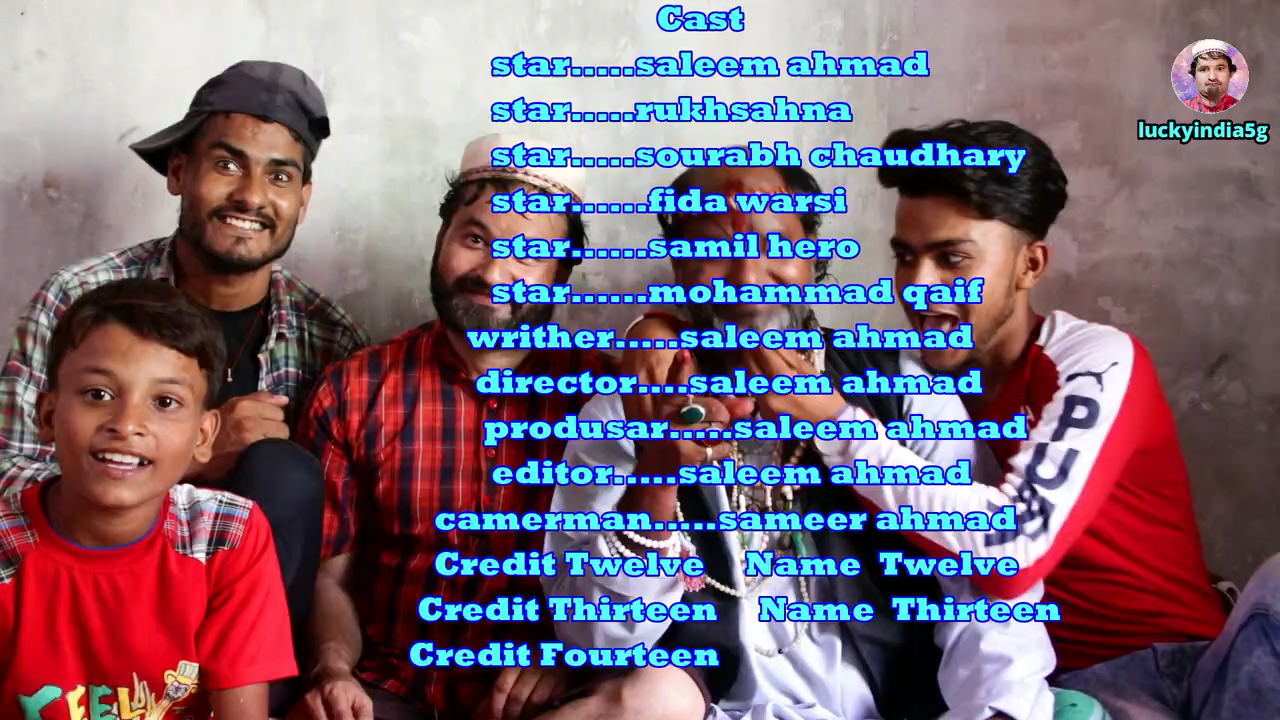 Cast
star.....saleem ahmad
star.....rukhsahna
star.....sourabh chaudhary
star......fida warsi
star......samil hero
star......mohammad qaif
writher.....saleem ahmad
director....saleem ahmad
produsar.....saleem ahmad
editor.....saleem ahmad
camerman.....sameer ahmad
Credit Twelve Name Twelve
Credit Thirteen Name Thirteen
Credit Fourteen
luckyindia5g